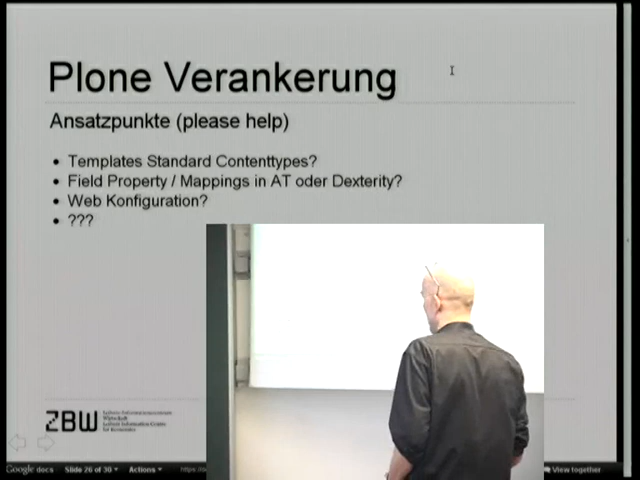 Plone Verankerung
Ansatzpunkte (please help)
• Templates Standard Contenttypes?
• Field Property / Mappings in AT oder Dexterity?
• Web Konfiguration?
• ???
ZBW
Google docs Slide 26 of 30 Actions View together